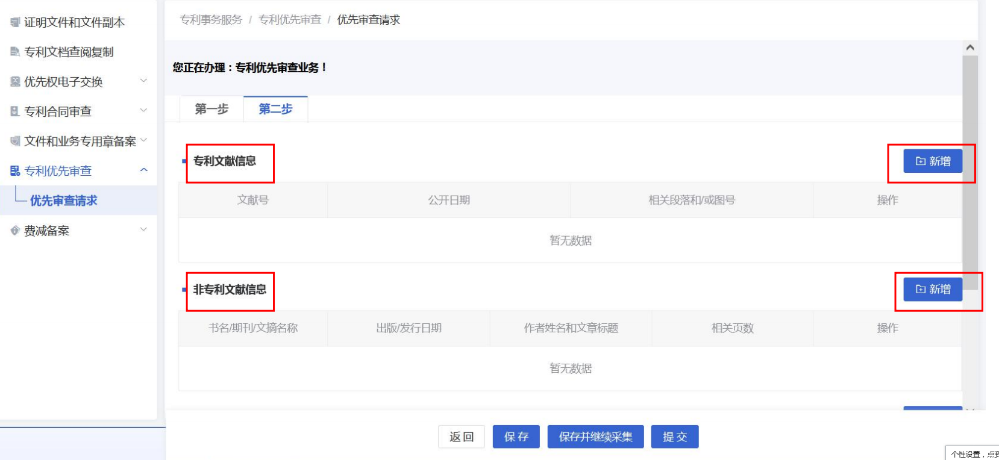 证明文件和文件副本
专利文档查阅复制
优先权电子交换
专利合同审查
文件和业务专用章备案
专利优先审查
优先审查请求
费减备案
专利事务服务 / 专利优先审查 / 优先审查请求
您正在办理：专利优先审查业务！
第一步 第二步
专利文献信息 新增
文献号 公开日期 相关段落和/或图号 操作
暂无数据
非专利文献信息 新增
书名/期刊/文摘名称 出版/发行日期 作者姓名和文章标题 相关页数 操作
暂无数据
返回 保存 保存并继续采集 提交
个性设置，点我